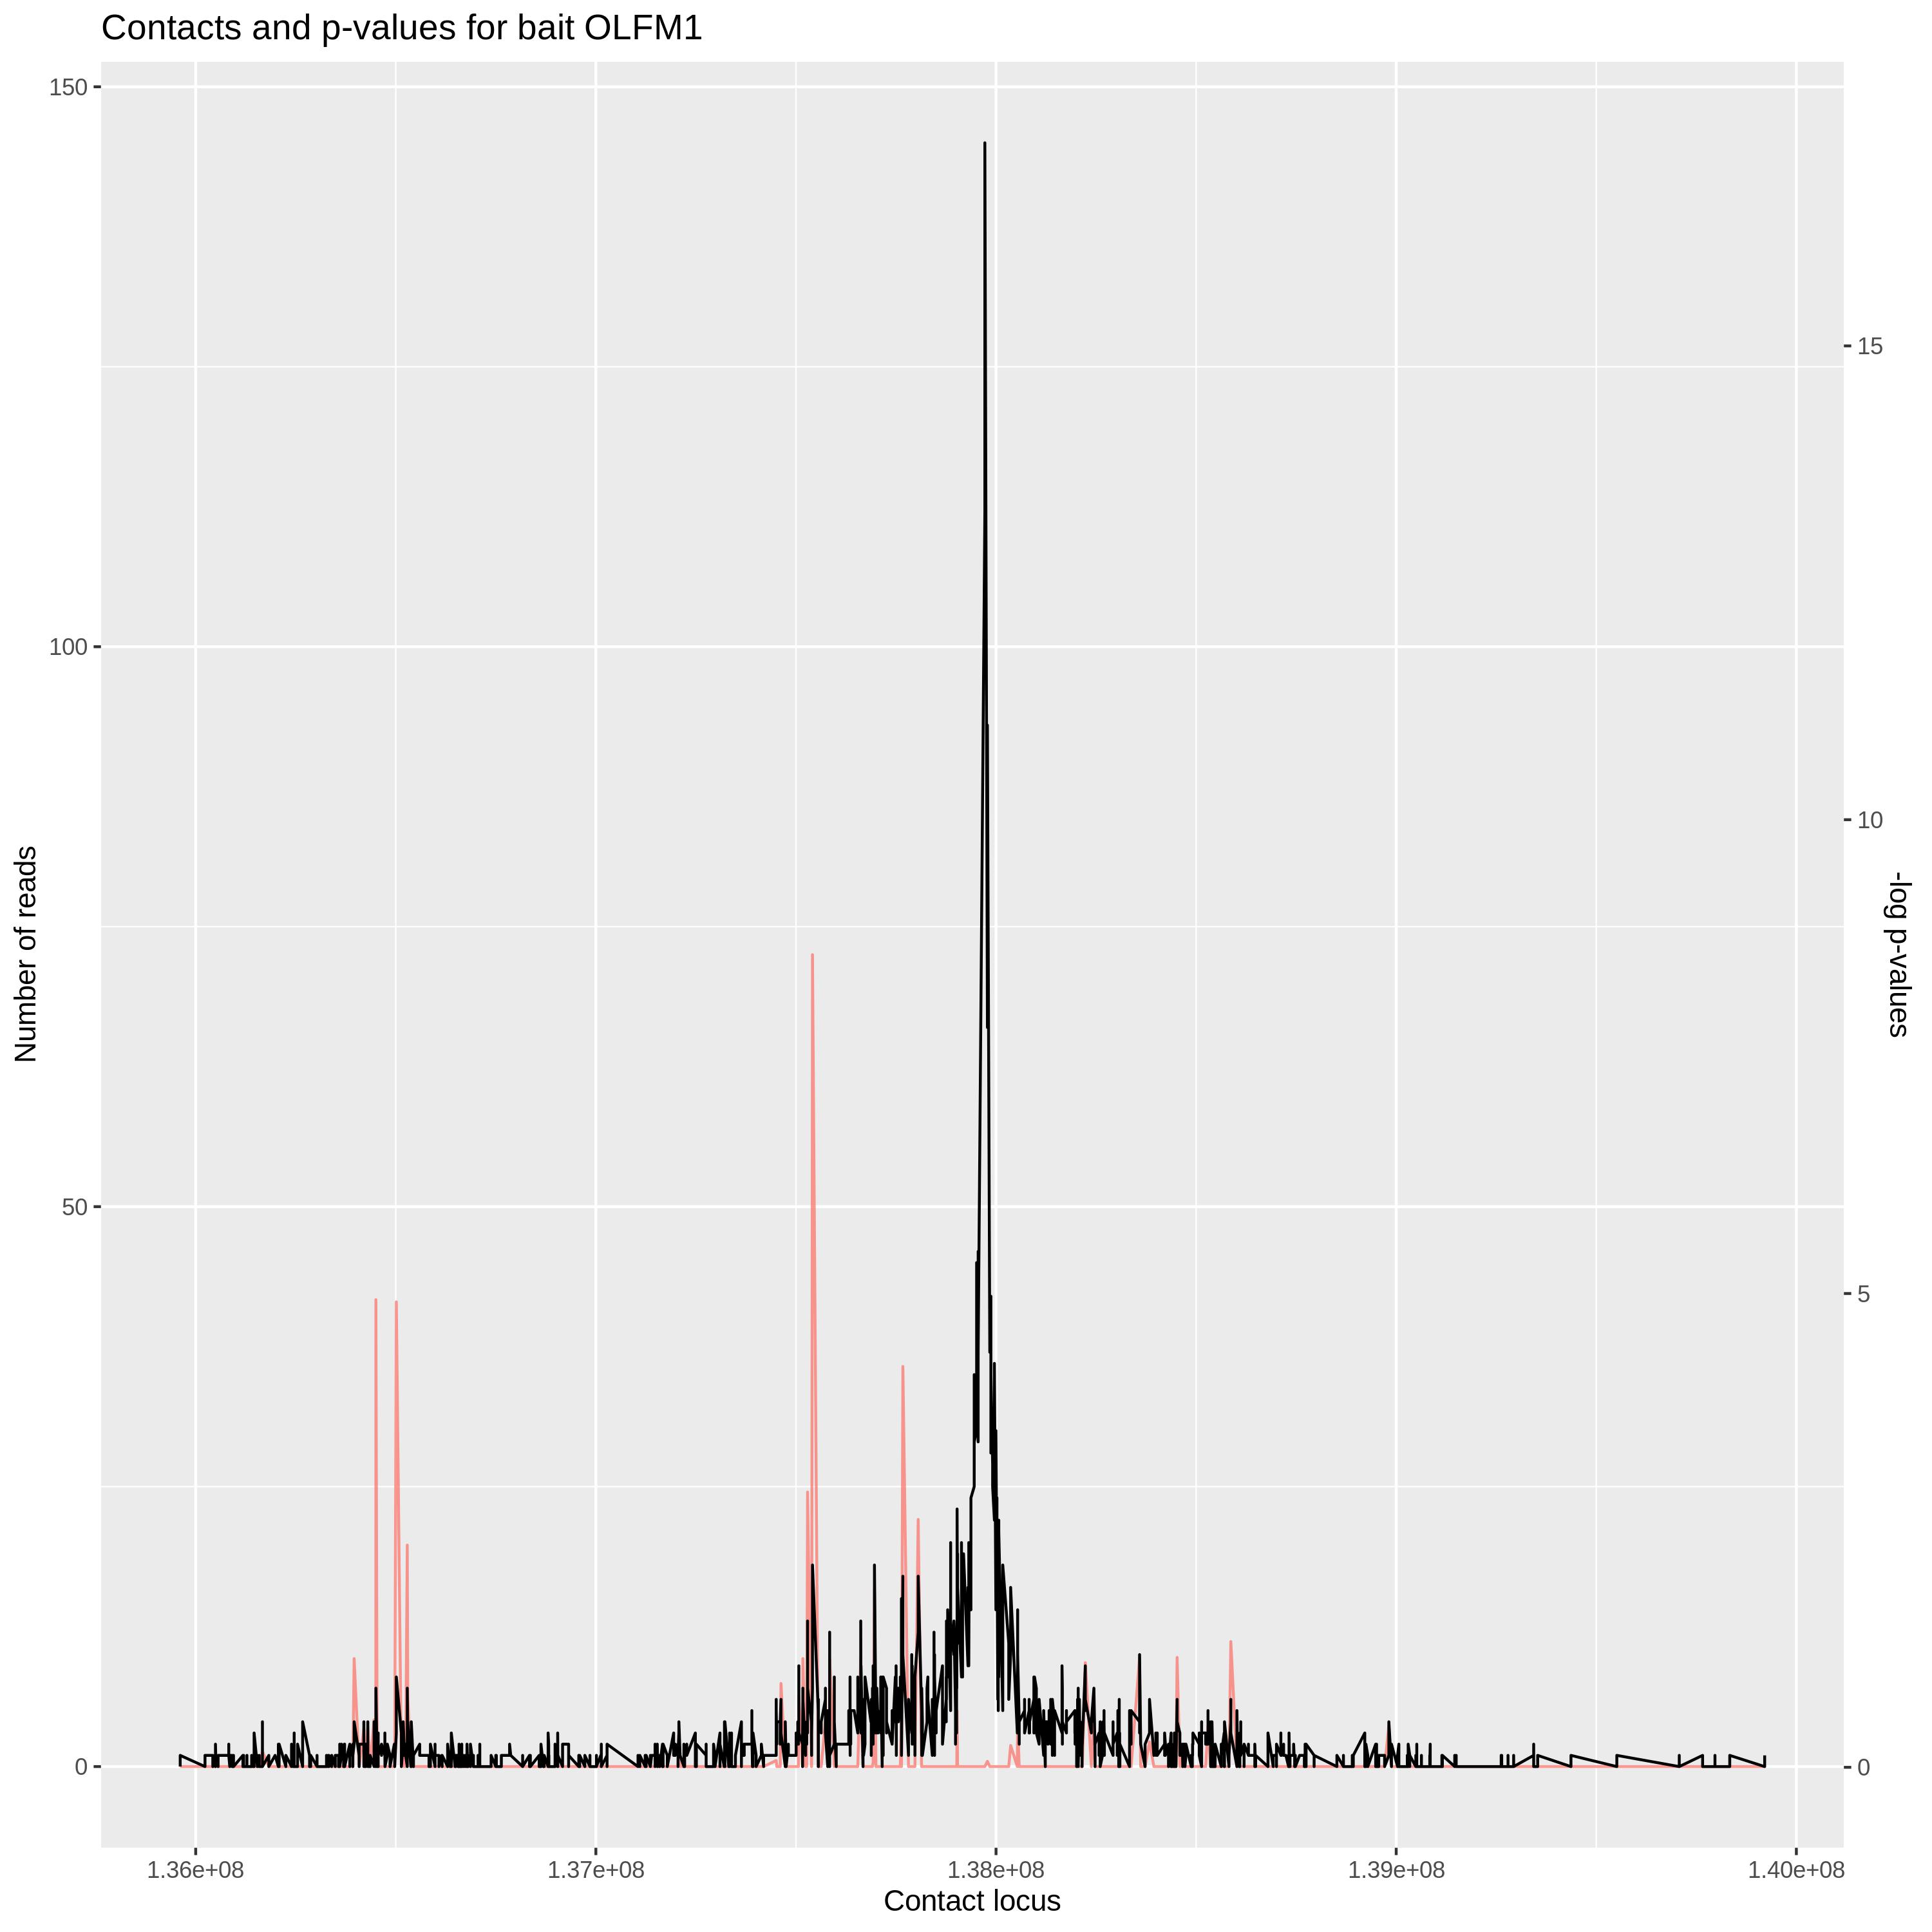 Contacts and p-values for bait OLFM1
150
100
50
0
Number of reads
15
10
5
0
-log p-values
1.36e+08
1.37e+08
1.38e+08
1.39e+08
1.40e+08
Contact locus